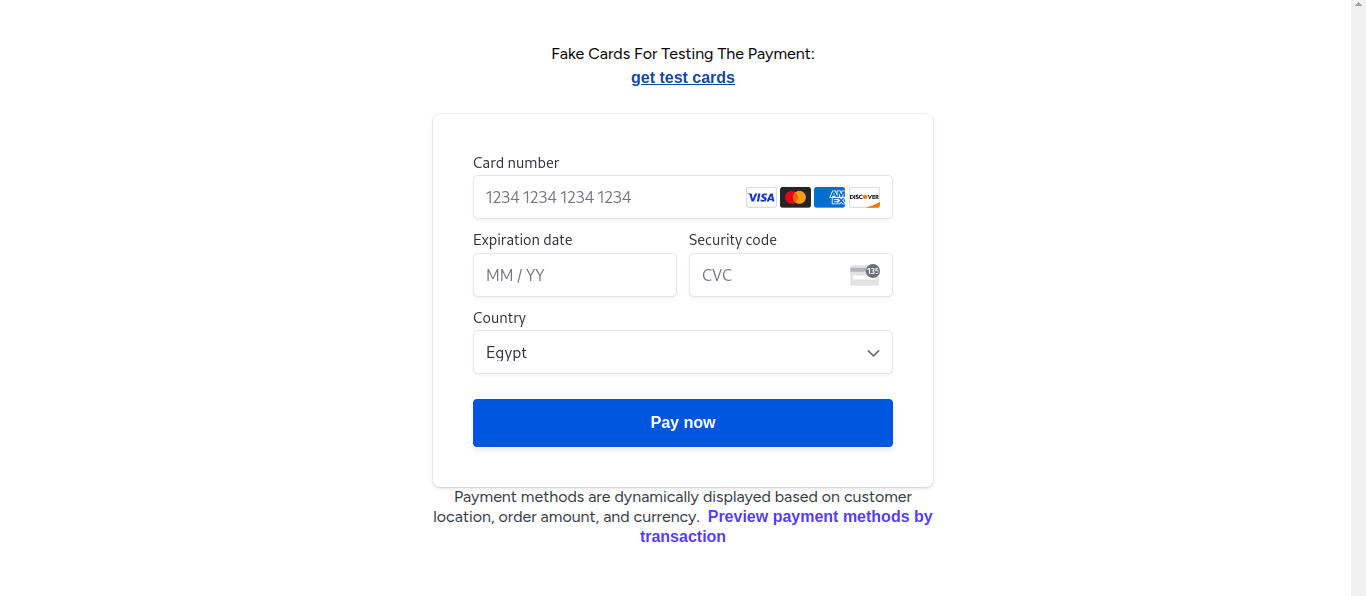 Fake Cards For Testing The Payment:
get test cards
Card number
1234 1234 1234 1234 VISA AM EX DISCOVER
Expiration date Security code
MM / YY CVC 135
Country
Egypt
Pay now
Payment methods are dynamically displayed based on customer
location, order amount, and currency. Preview payment methods by
transaction